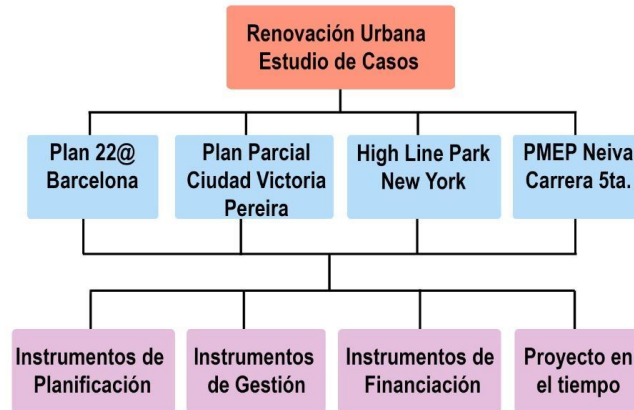 Renovación Urbana
Estudio de Casos
Plan 22@
Barcelona
Plan Parcial
Ciudad Victoria
Pereira
High Line Park
New York
PMEP Neiva
Carrera 5ta.
Instrumentos de
Planificación
Instrumentos
de Gestión
Instrumentos de
Financiación
Proyecto en
el tiempo